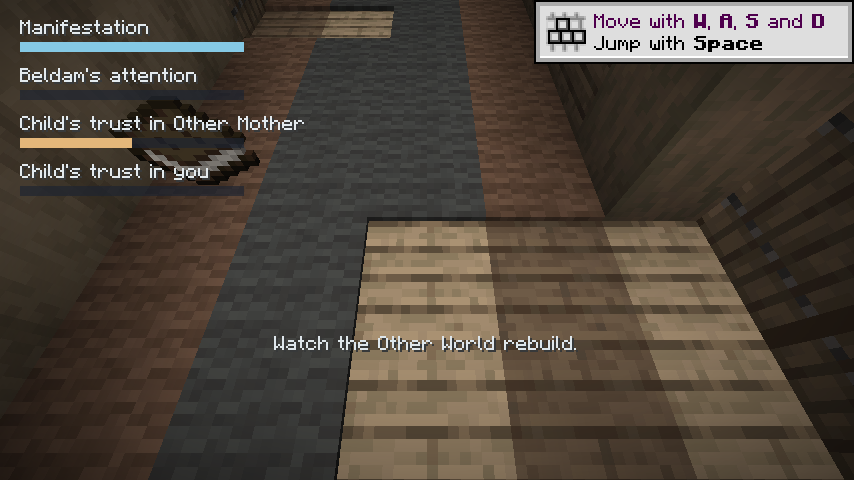 Manifestation
Beldam's attention
Child's trust in Other Mother
Child's trust in you
Move with W, A, S and D
Jump with Space
Watch the Other World rebuild.